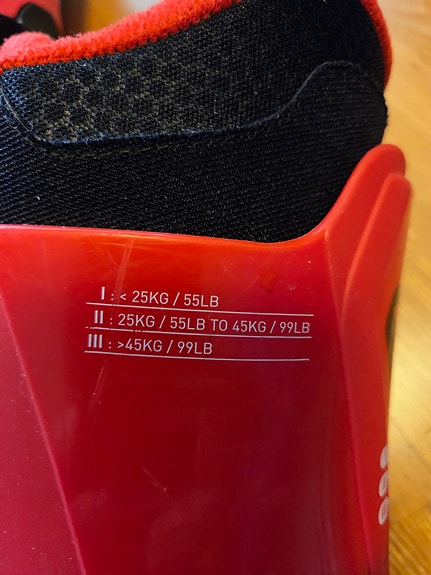 I : < 25KG / 55LB
II : 25KG / 55LB TO 45KG / 99LB
III : >45KG / 99LB